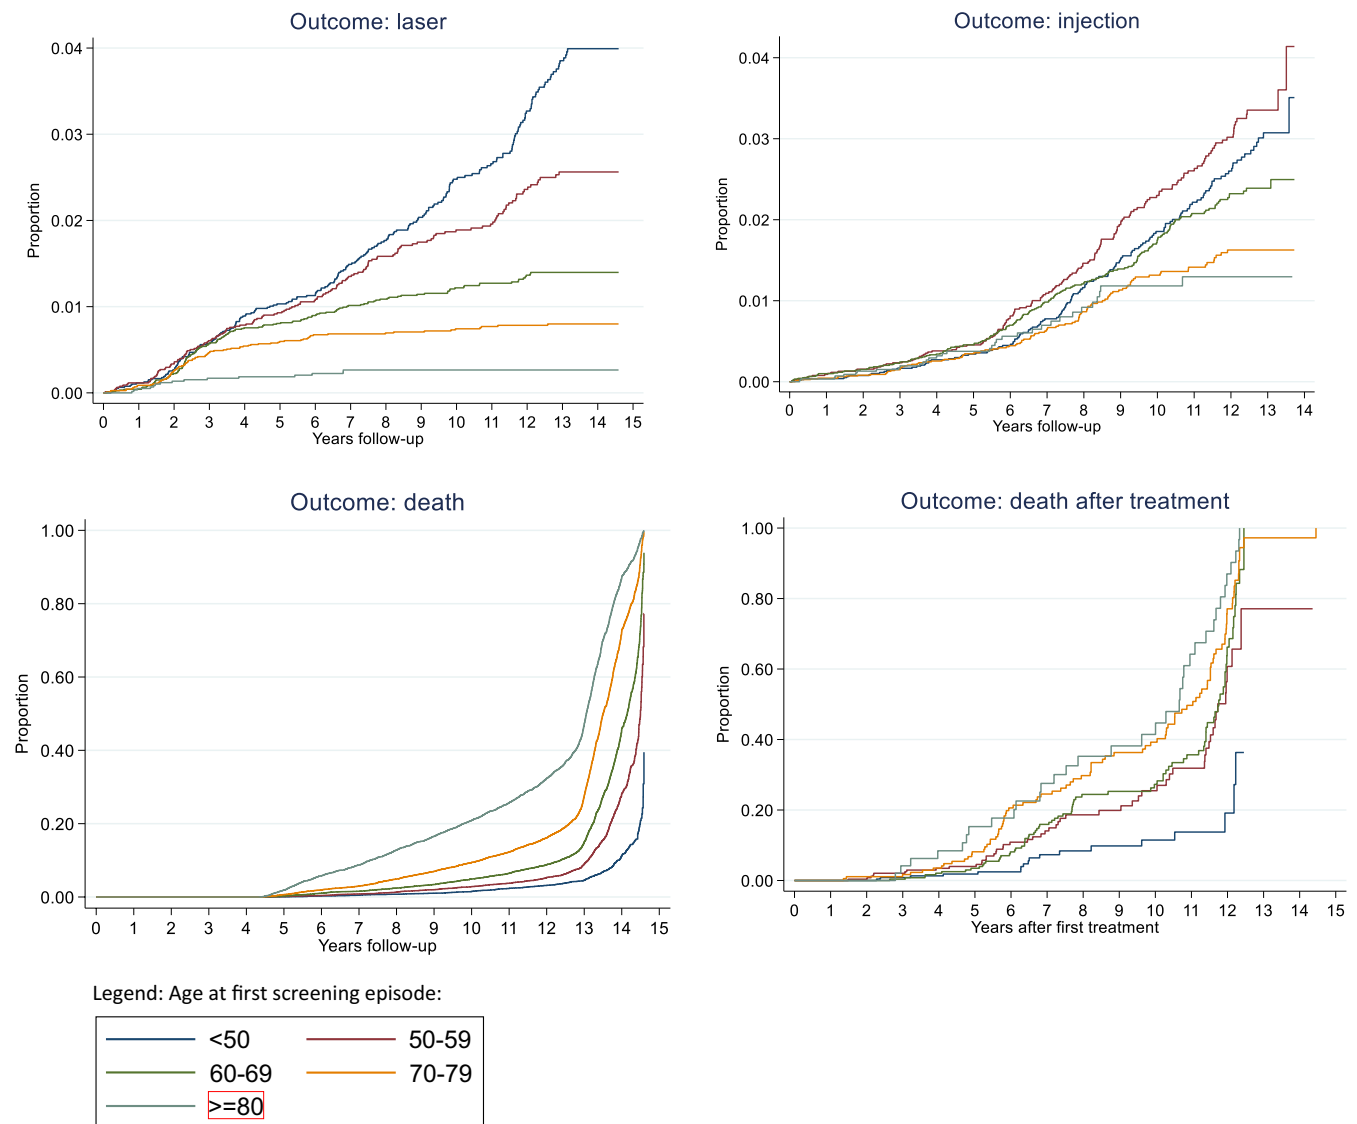 Outcome: laser
0.04
0.03
0.02
0.01
0.00
Proportion
0 1 2 3 4 5 6 7 8 9 10 11 12 13 14 15
Years follow-up
Outcome: injection
0.04
0.03
0.02
0.01
0.00
Proportion
0 1 2 3 4 5 6 7 8 9 10 11 12 13 14
Years follow-up
Outcome: death
1.00
0.80
0.60
0.40
0.20
0.00
Proportion
0 1 2 3 4 5 6 7 8 9 10 11 12 13 14 15
Years follow-up
Outcome: death after treatment
1.00
0.80
0.60
0.40
0.20
0.00
Proportion
0 1 2 3 4 5 6 7 8 9 10 11 12 13 14 15
Years after first treatment
Legend: Age at first screening episode:
<50 50-59
60-69 70-79
>=80